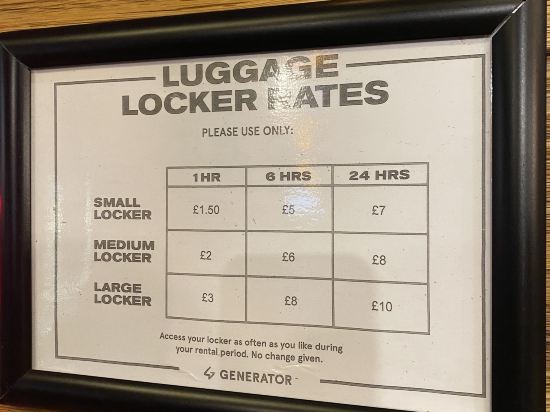 LUGGAGE
LOCKER RATES
PLEASE USE ONLY:
1 HR 6 HRS 24 HRS
SMALL LOCKER £1.50 £5 £7
MEDIUM LOCKER £2 £6 £8
LARGE LOCKER £3 £8 £10
Access your locker as often as you like during
your rental period. No change given.
GENERATOR